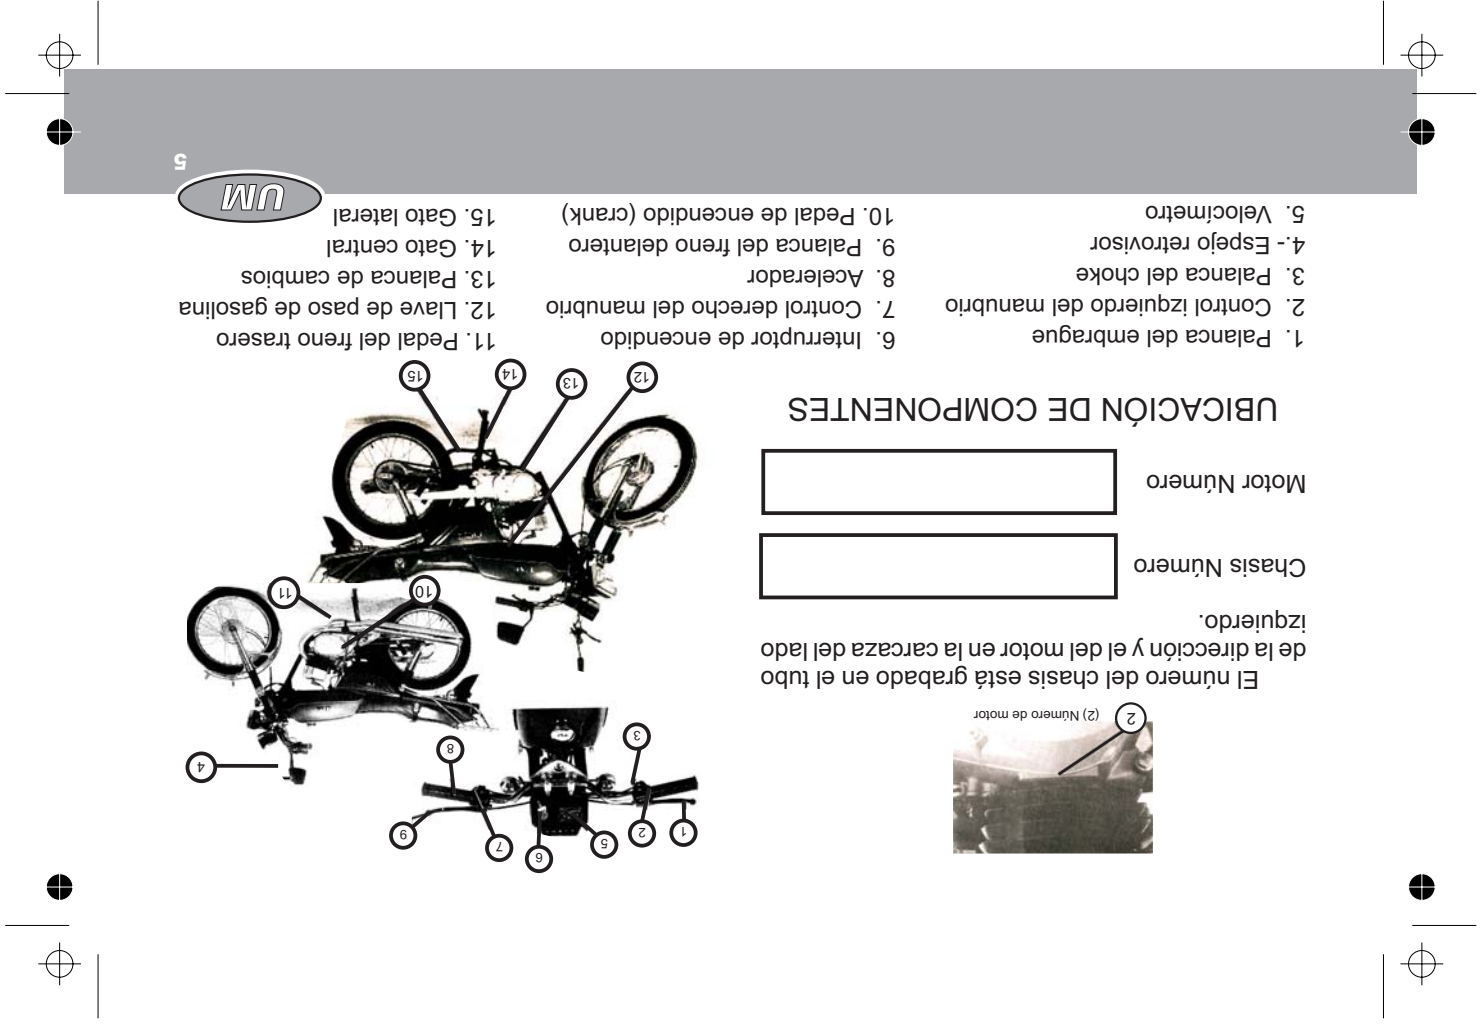 (2) Número de motor
2
El número del chasis está grabado en el tubo
de la dirección y el del motor en la carcaza del lado
izquierdo.
Chasis Número
Motor Número
UBICACIÓN DE COMPONENTES
1. Palanca del embrague
2. Control izquierdo del manubrio
3. Palanca del choke
4.- Espejo retrovisor
5. Velocímetro
1
2
3
5
6
7
8
9
4
10
11
12
13
14
15
6. Interruptor de encendido
7. Control derecho del manubrio
8. Acelerador
9. Palanca del freno delantero
10. Pedal de encendido (crank)
11. Pedal del freno trasero
12. Llave de paso de gasolina
13. Palanca de cambios
14. Gato central
15. Gato lateral
UM
5